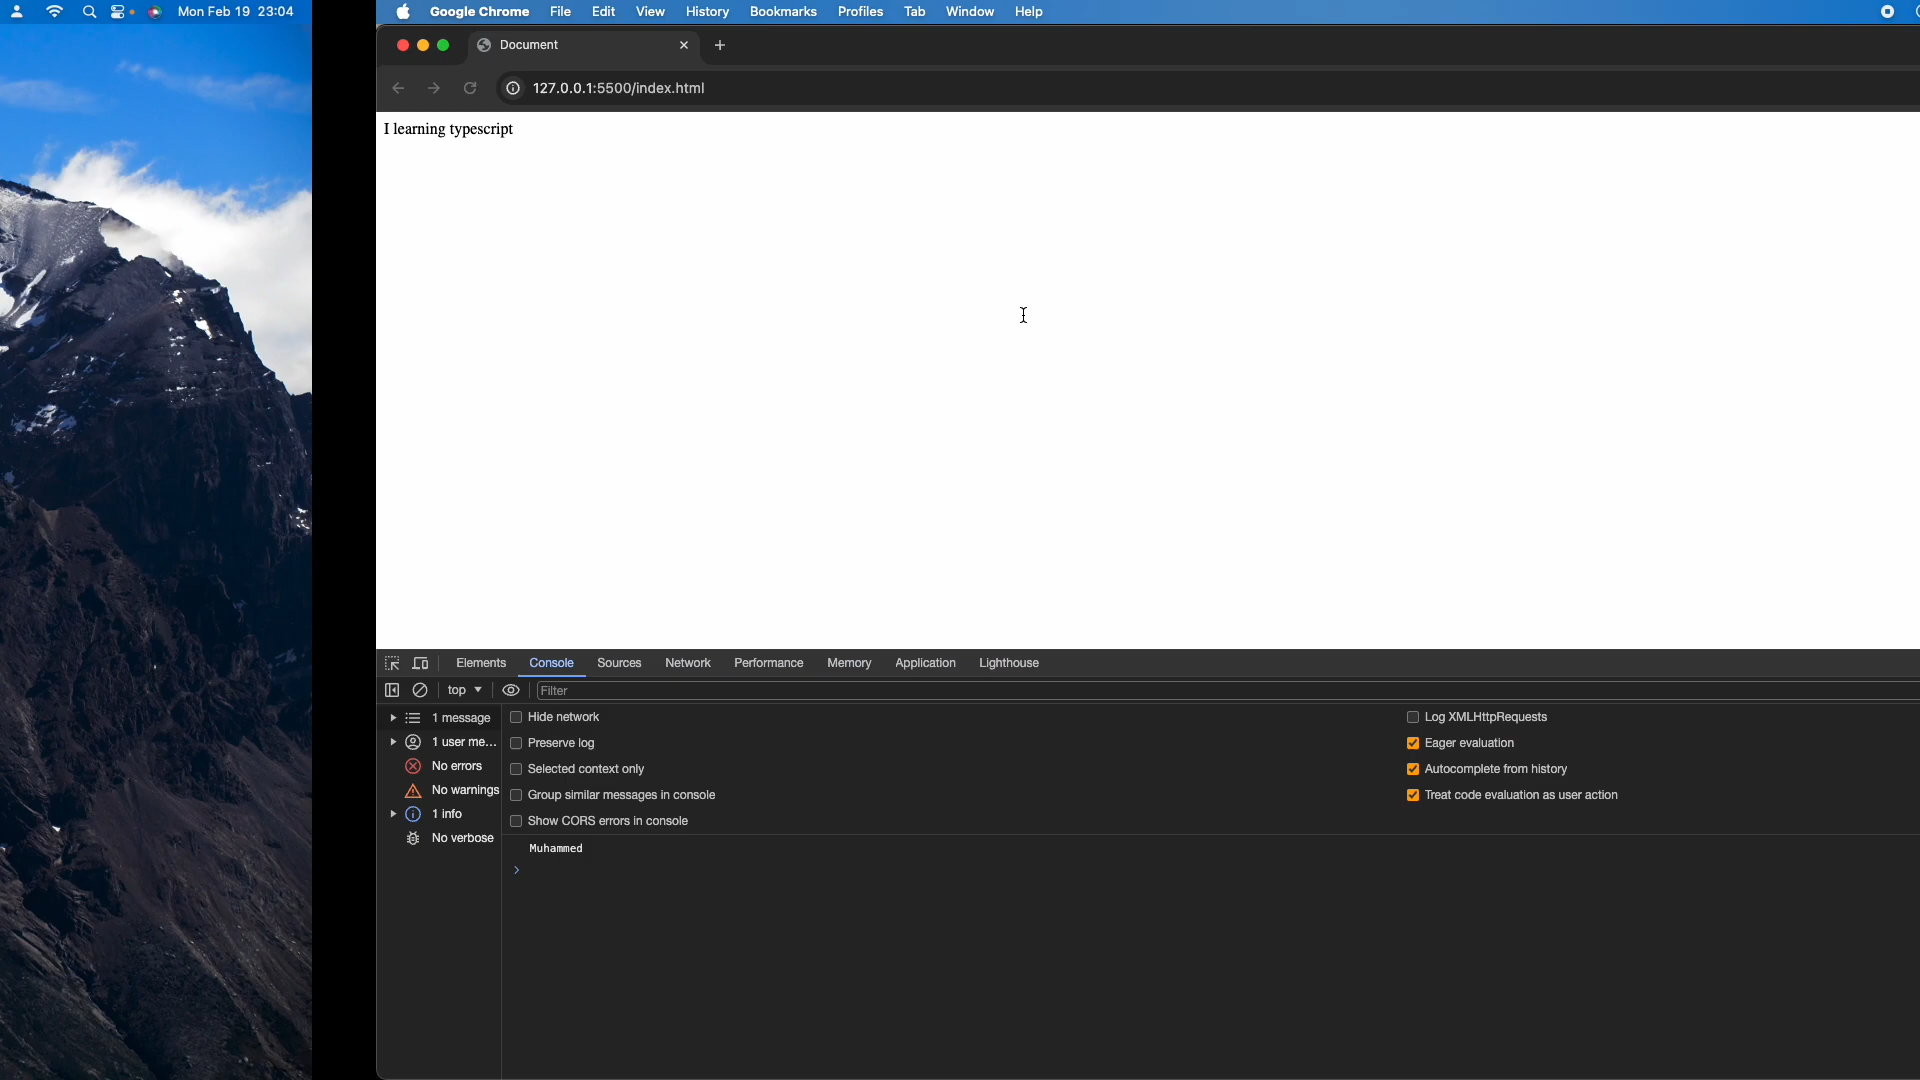 Mon Feb 19 23:04
Google Chrome File Edit View History Bookmarks Profiles Tab Window Help
Document
127.0.0.1:5500/index.html
I learning typescript
Elements Console Sources Network Performance Memory Application Lighthouse
top Filter
1 message
1 user me...
No errors
No warnings
1 info
No verbose
Hide network
Preserve log
Selected context only
Group similar messages in console
Show CORS errors in console
Log XMLHttpRequests
Eager evaluation
Autocomplete from history
Treat code evaluation as user action
Muhammed